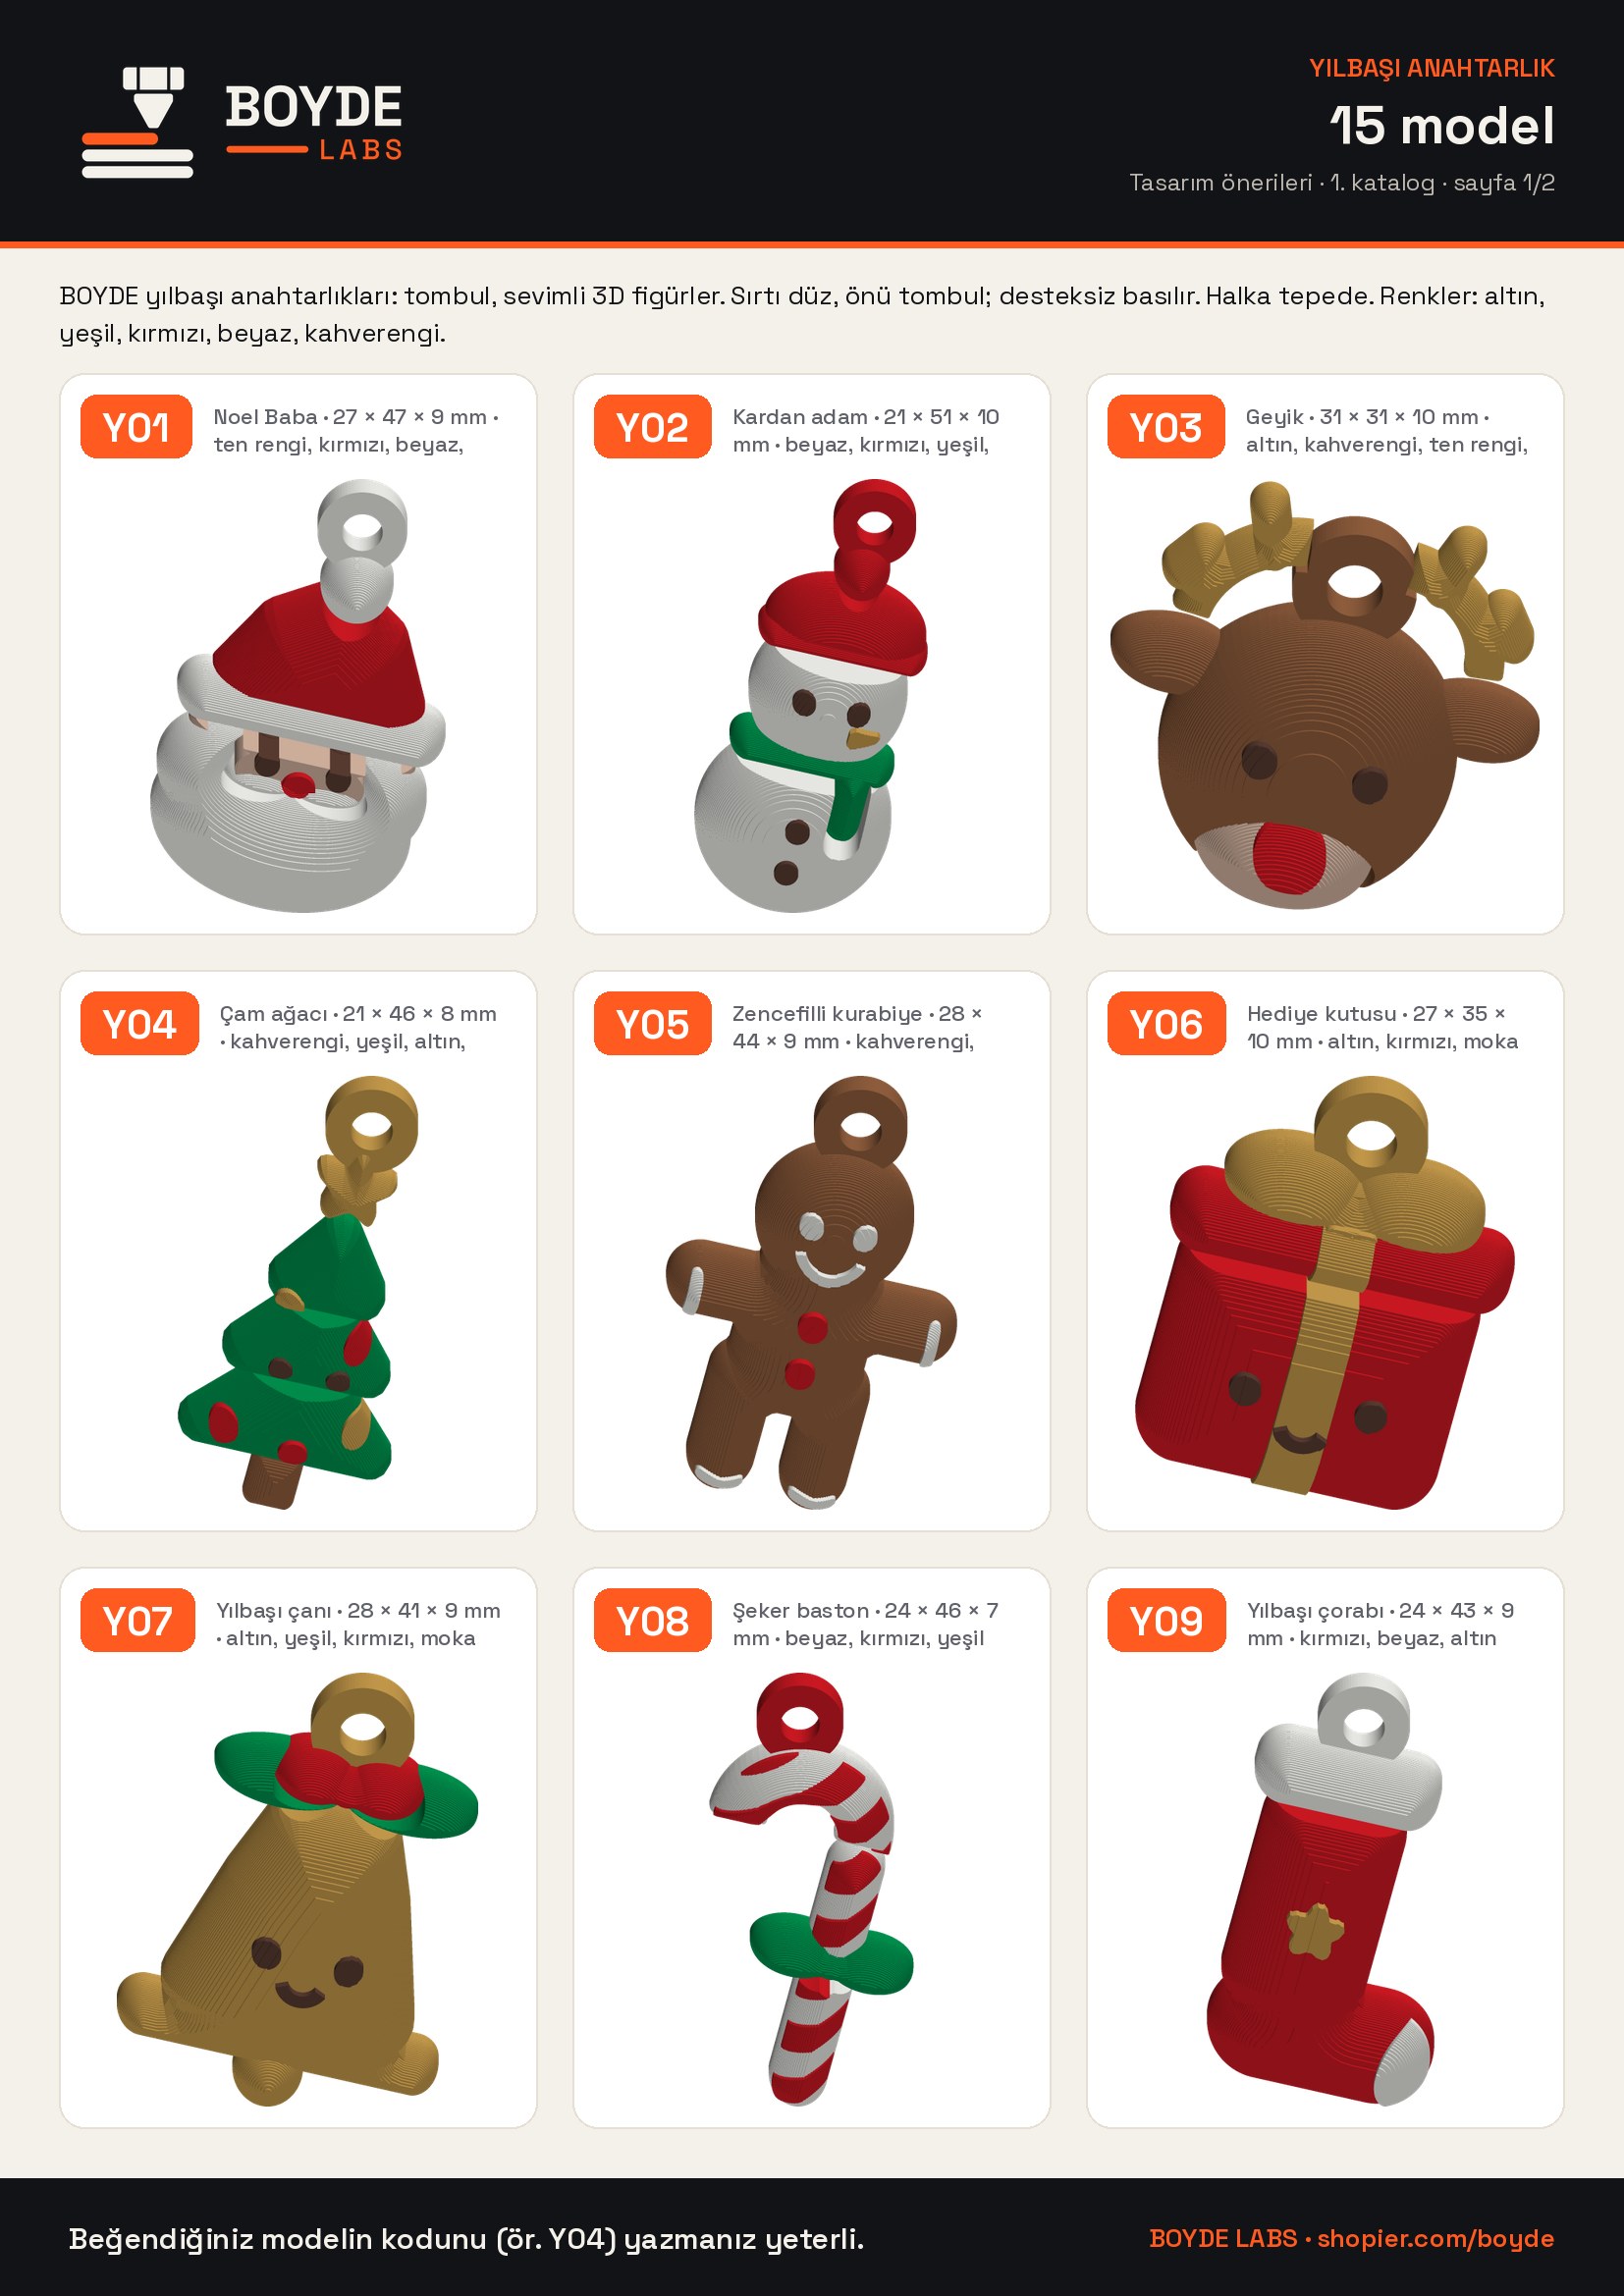 BOYDE
LABS
YILBAŞI ANAHTARLIK
15 model
Tasarım önerileri · 1. katalog · sayfa 1/2
BOYDE yılbaşı anahtarlıkları: tombul, sevimli 3D figürler. Sırtı düz, önü tombul; desteksiz basılır. Halka tepede. Renkler: altın,
yeşil, kırmızı, beyaz, kahverengi.
Y01
Noel Baba · 27 × 47 × 9 mm ·
ten rengi, kırmızı, beyaz,
Y02
Kardan adam · 21 × 51 × 10
mm · beyaz, kırmızı, yeşil,
Y03
Geyik · 31 × 31 × 10 mm ·
altın, kahverengi, ten rengi,
Y04
Çam ağacı · 21 × 46 × 8 mm
· kahverengi, yeşil, altın,
Y05
Zencefilli kurabiye · 28 ×
44 × 9 mm · kahverengi,
Y06
Hediye kutusu · 27 × 35 ×
10 mm · altın, kırmızı, moka
Y07
Yılbaşı çanı · 28 × 41 × 9 mm
· altın, yeşil, kırmızı, moka
Y08
Şeker baston · 24 × 46 × 7
mm · beyaz, kırmızı, yeşil
Y09
Yılbaşı çorabı · 24 × 43 × 9
mm · kırmızı, beyaz, altın
Beğendiğiniz modelin kodunu (ör. Y04) yazmanız yeterli.
BOYDE LABS · shopier.com/boyde